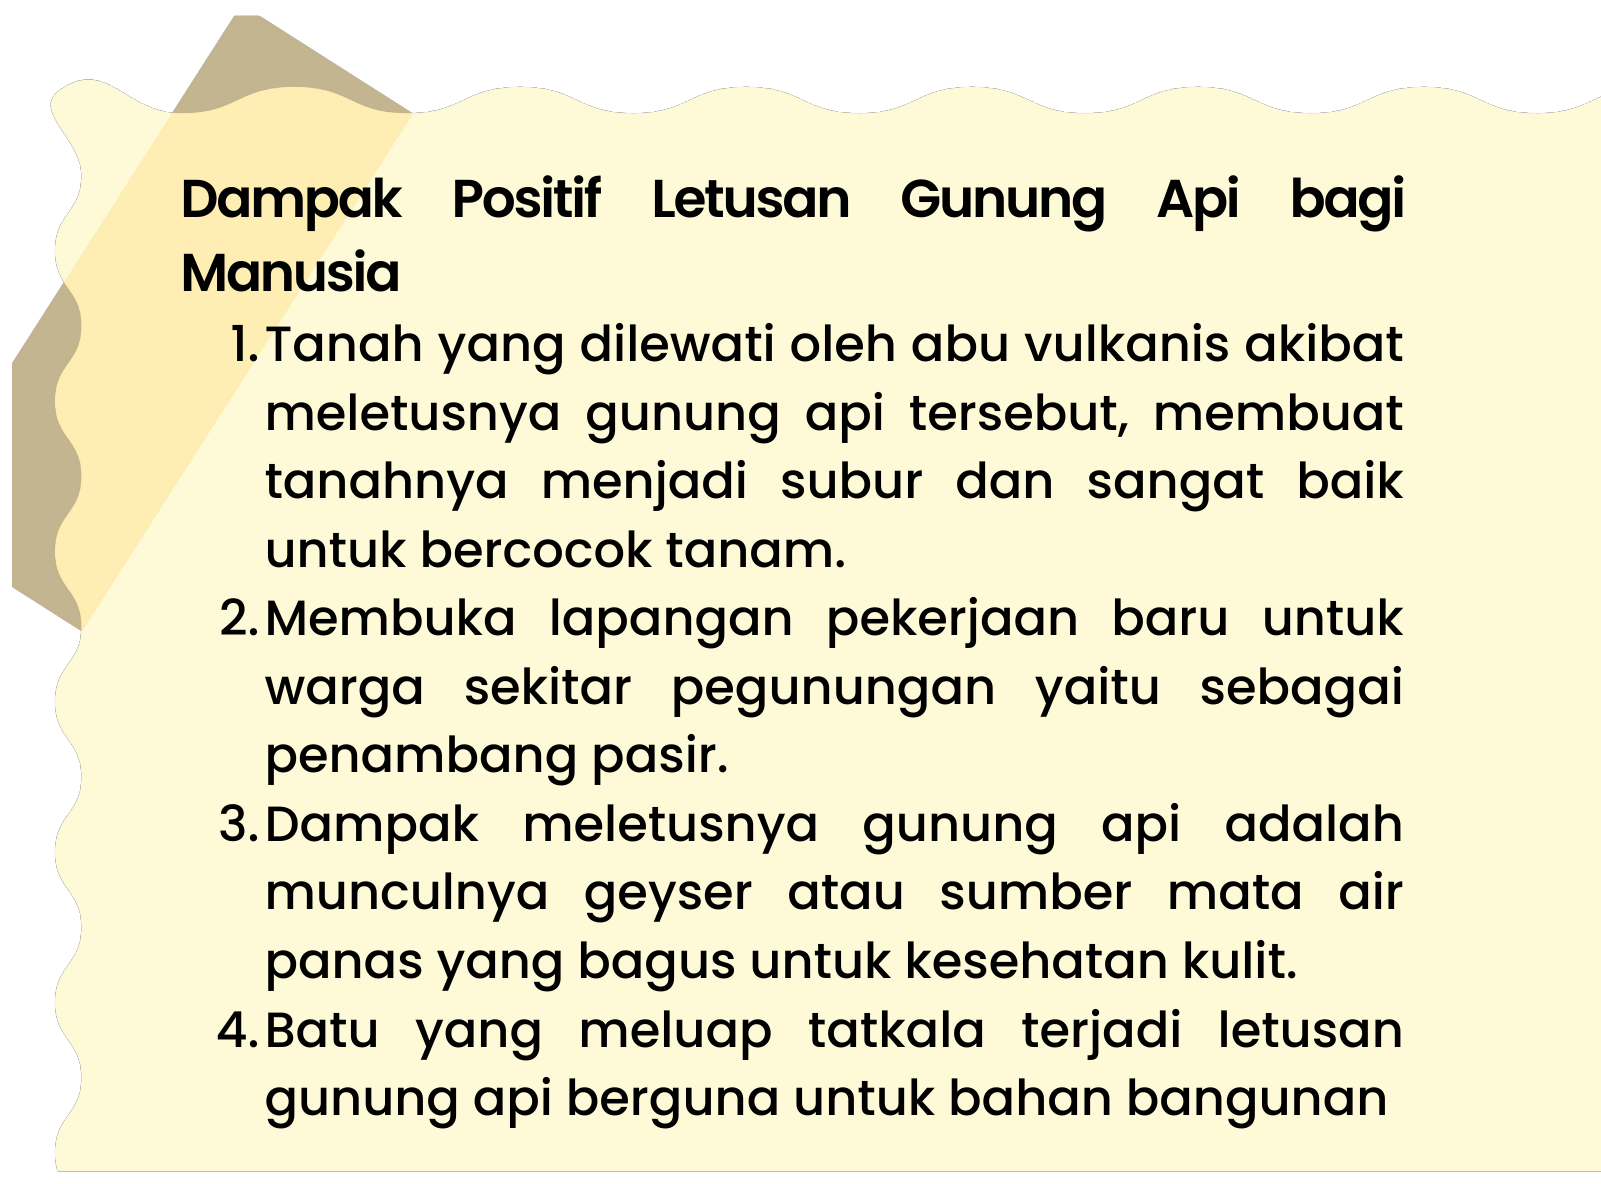 Dampak Positif Letusan Gunung Api bagi
Manusia
1. Tanah yang dilewati oleh abu vulkanis akibat
meletusnya gunung api tersebut, membuat
tanahnya menjadi subur dan sangat baik
untuk bercocok tanam.
2. Membuka lapangan pekerjaan baru untuk
warga sekitar pegunungan yaitu sebagai
penambang pasir.
3. Dampak meletusnya gunung api adalah
munculnya geyser atau sumber mata air
panas yang bagus untuk kesehatan kulit.
4. Batu yang meluap tatkala terjadi letusan
gunung api berguna untuk bahan bangunan